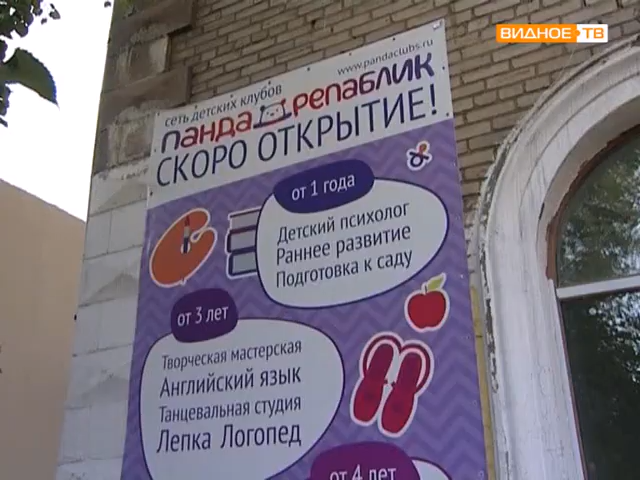 ВИДНОЕ ТВ
www.pandaclubs.ru
сеть детских клубов
ПАНДА РЕПАБЛИК
СКОРО ОТКРЫТИЕ!
от 1 года
Детский психолог
Раннее развитие
Подготовка к саду
от 3 лет
Творческая мастерская
Английский язык
Танцевальная студия
Лепка Логопед
от 4 лет